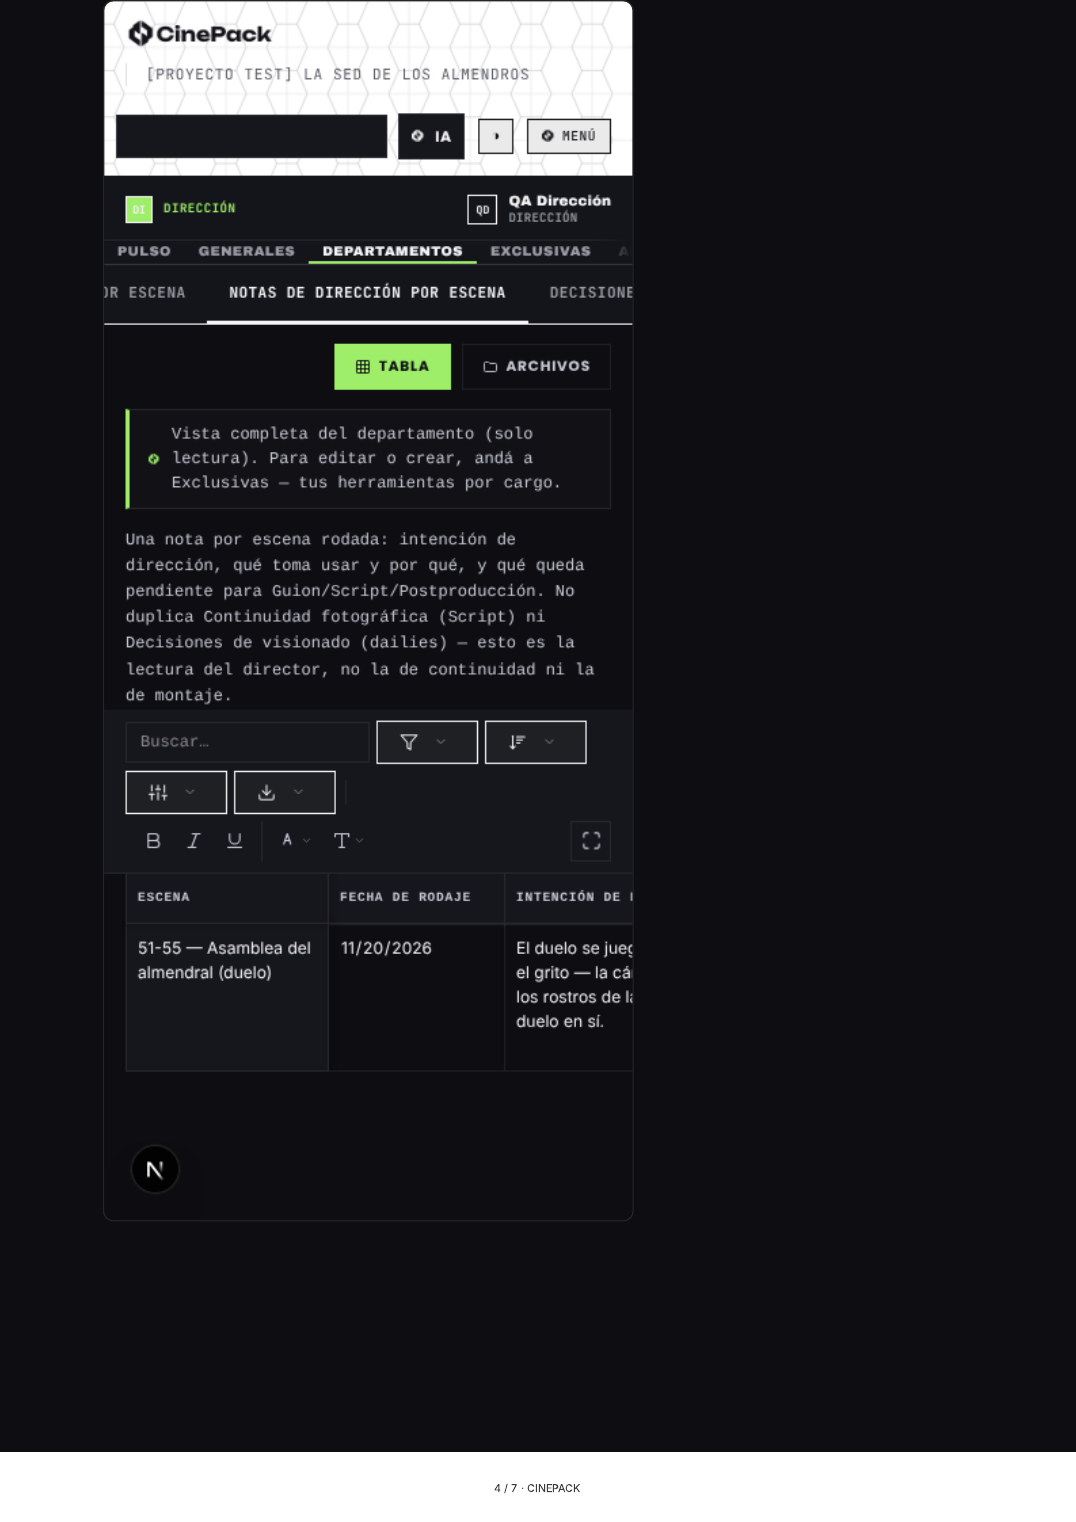 CinePack
[PROYECTO TEST] LA SED DE LOS ALMENDROS
IA
MENÚ
DI
DIRECCIÓN
QD
QA Dirección
DIRECCIÓN
PULSO
GENERALES
DEPARTAMENTOS
EXCLUSIVAS
A
OR ESCENA
NOTAS DE DIRECCIÓN POR ESCENA
DECISIONE
TABLA
ARCHIVOS
Vista completa del departamento (solo
lectura). Para editar o crear, andá a
Exclusivas — tus herramientas por cargo.
Una nota por escena rodada: intención de
dirección, qué toma usar y por qué, y qué queda
pendiente para Guion/Script/Postproducción. No
duplica Continuidad fotográfica (Script) ni
Decisiones de visionado (dailies) — esto es la
lectura del director, no la de continuidad ni la
de montaje.
Buscar…
B
I
U
A
T
ESCENA
FECHA DE RODAJE
INTENCIÓN DE
51-55 — Asamblea del
almendral (duelo)
11/20/2026
El duelo se jueg
el grito — la cá
los rostros de la
duelo en sí.
N
4 / 7 · CINEPACK